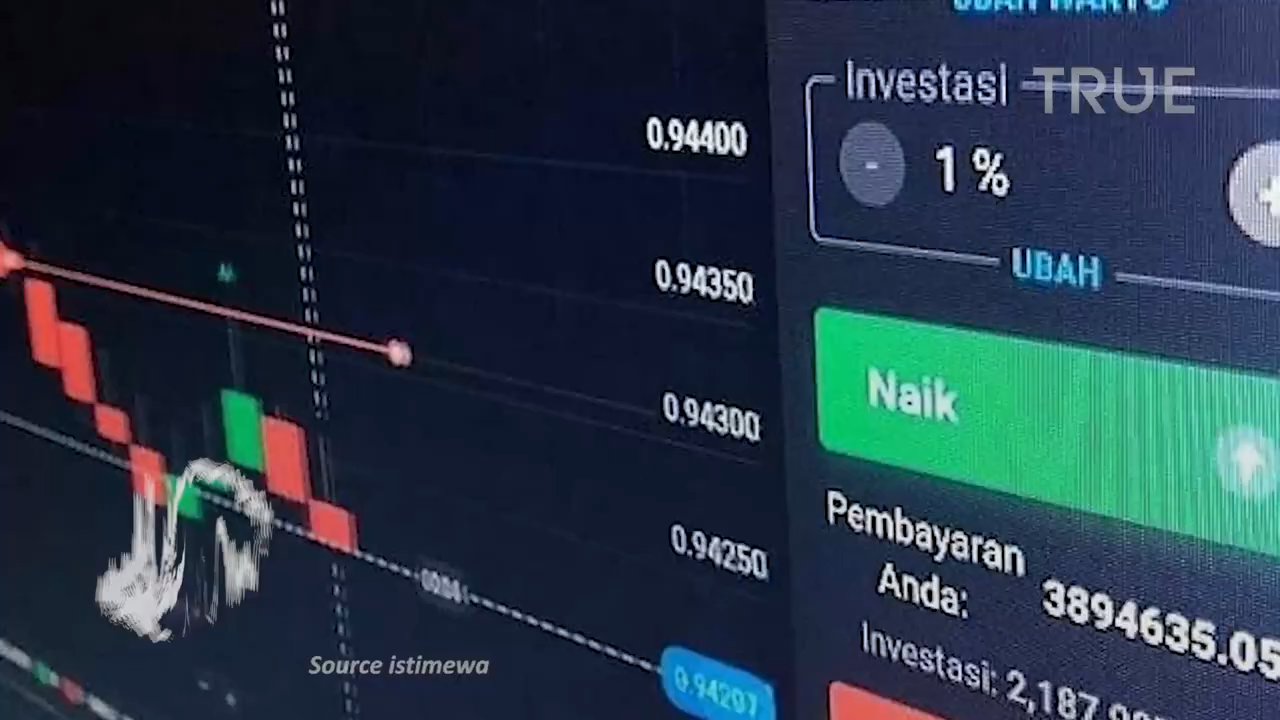 Investasi
TRUE
0.94400
- 1 % +
0.94350
UBAH
Naik
0.94300
Pembayaran
Anda: 3894635.05
0.94250
Investasi: 2,187
Source istimewa
0.94207